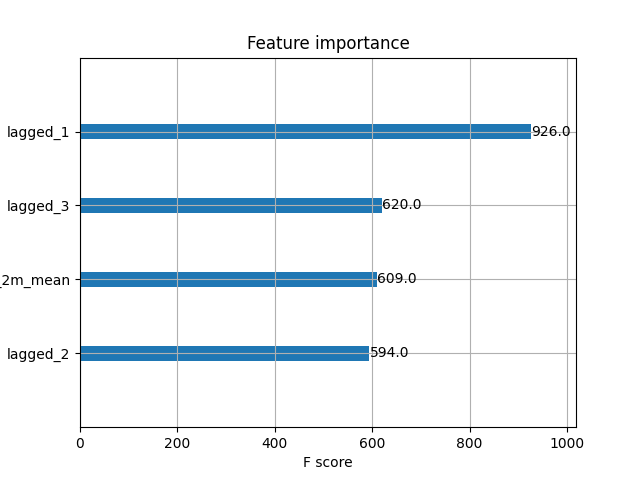 Feature importance
lagged_1
926.0
lagged_3
620.0
_2m_mean
609.0
lagged_2
594.0
0 200 400 600 800 1000
F score